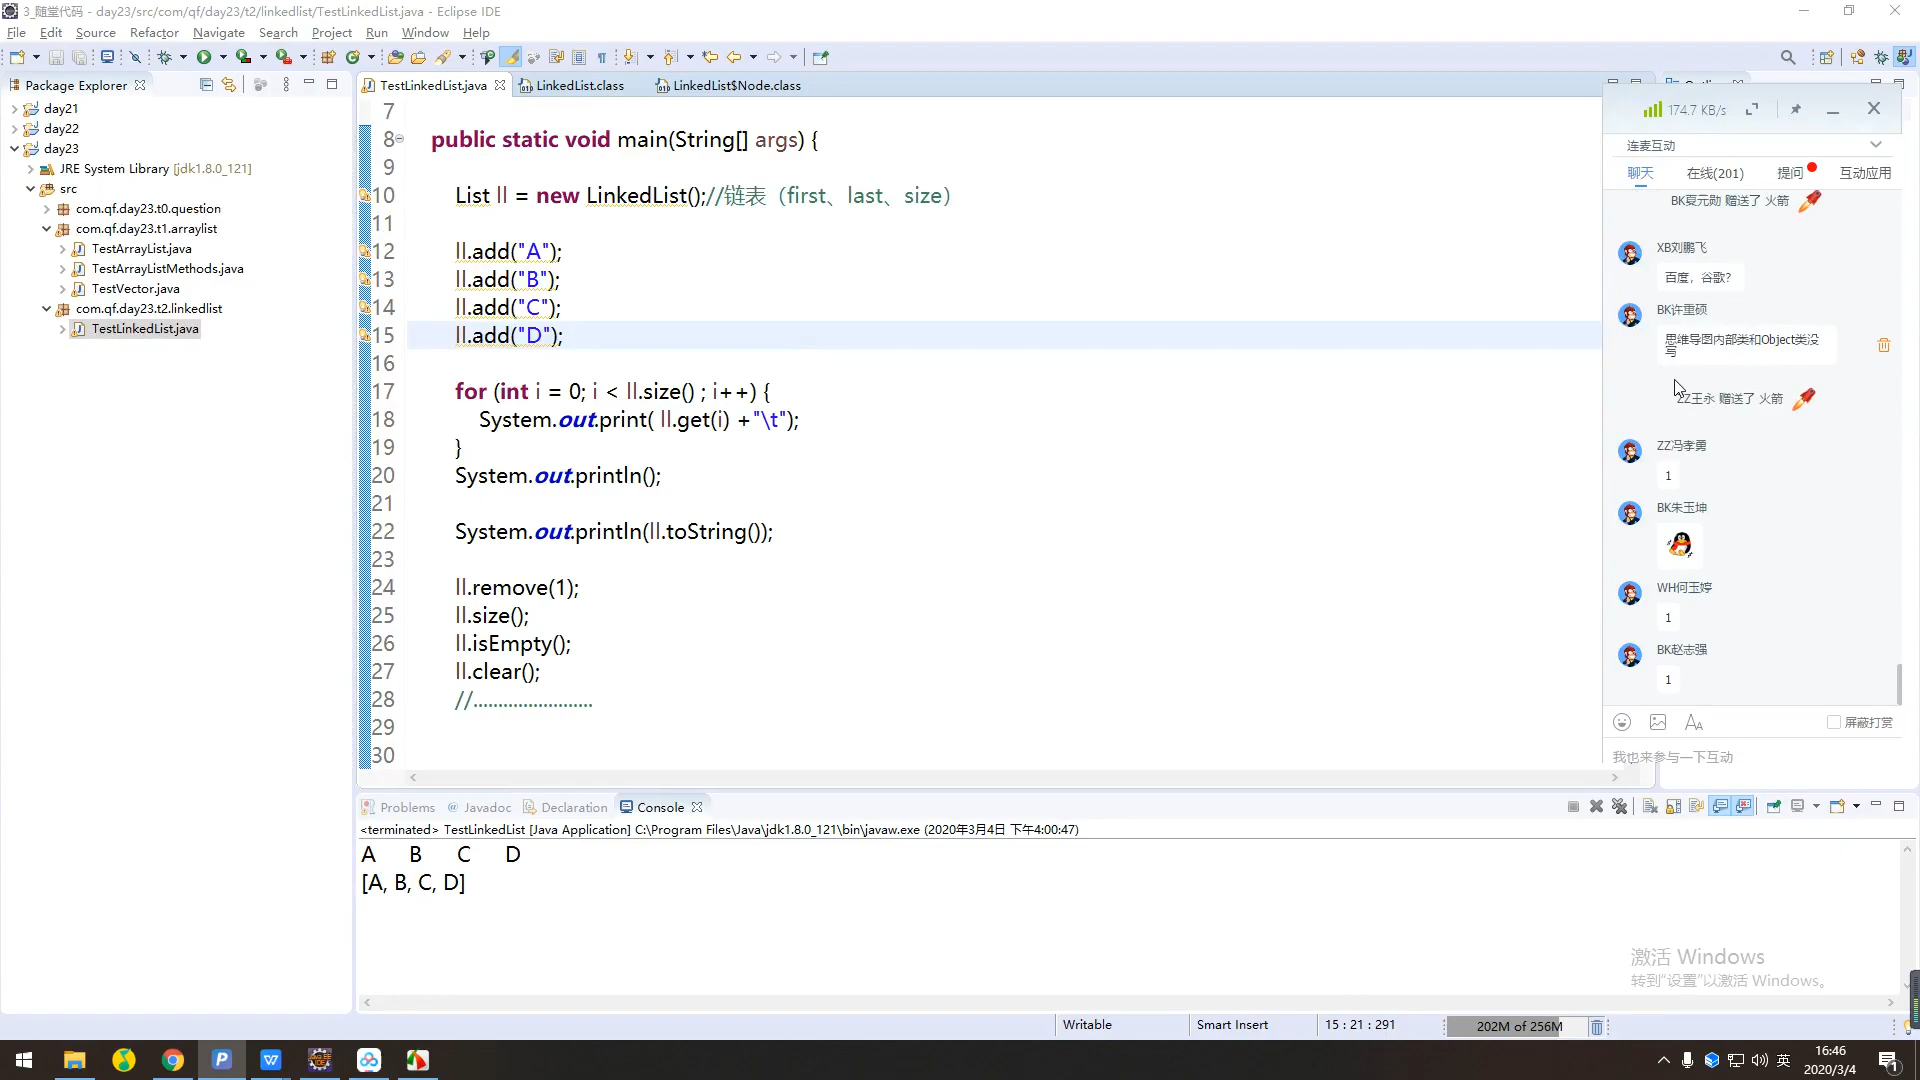 3_随堂代码 - day23/src/com/qf/day23/t2/linkedlist/TestLinkedList.java - Eclipse IDE
File Edit Source Refactor Navigate Search Project Run Window Help
Package Explorer
day21
day22
day23
JRE System Library [jdk1.8.0_121]
src
com.qf.day23.t0.question
com.qf.day23.t1.arraylist
TestArrayList.java
TestArrayListMethods.java
TestVector.java
com.qf.day23.t2.linkedlist
TestLinkedList.java
TestLinkedList.java LinkedList.class LinkedList$Node.class
7
8 public static void main(String[] args) {
9
10 List ll = new LinkedList();//链表（first、last、size）
11
12 ll.add("A");
13 ll.add("B");
14 ll.add("C");
15 ll.add("D");
16
17 for (int i = 0; i < ll.size() ; i++) {
18 System.out.print( ll.get(i) +"\t");
19 }
20 System.out.println();
21
22 System.out.println(ll.toString());
23
24 ll.remove(1);
25 ll.size();
26 ll.isEmpty();
27 ll.clear();
28 //........................
29
30
174.7 KB/s
连麦互动
聊天 在线(201) 提问 互动应用
BK夏元勋 赠送了 火箭
XB刘鹏飞
百度，谷歌?
BK许重硕
思维导图内部类和Object类没
写
ZZ王永 赠送了 火箭
ZZ冯孝勇
1
BK朱玉坤
WH何玉婷
1
BK赵志强
1
屏蔽打赏
我也来参与一下互动
Problems Javadoc Declaration Console
<terminated> TestLinkedList [Java Application] C:\Program Files\Java\jdk1.8.0_121\bin\javaw.exe (2020年3月4日 下午4:00:47)
A B C D
[A, B, C, D]
激活 Windows
转到"设置"以激活 Windows。
Writable Smart Insert 15 : 21 : 291 202M of 256M
英
16:46
2020/3/4
1